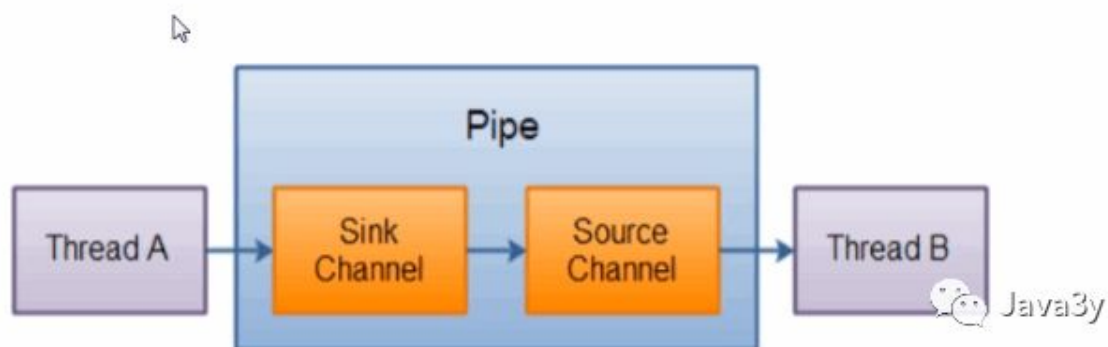 Pipe
Thread A
Sink
Channel
Source
Channel
Thread B
Java3y